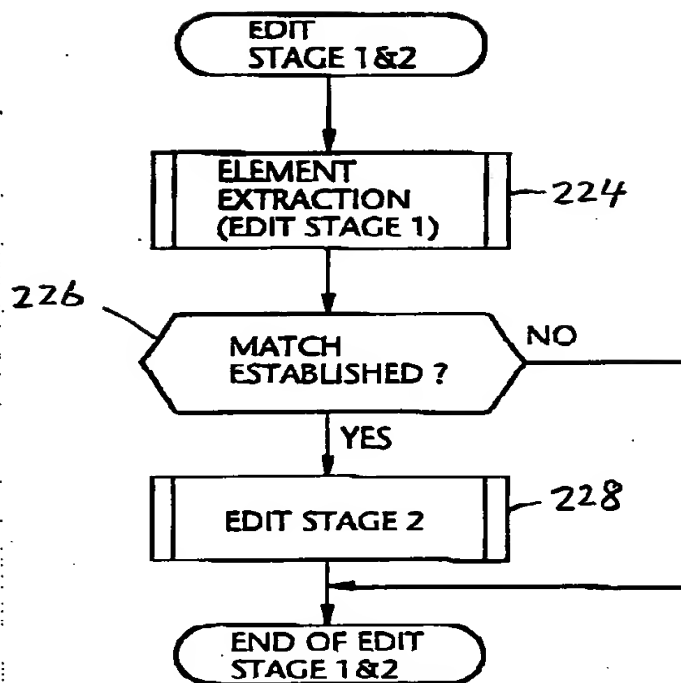 EDIT
STAGE 1&2
ELEMENT
EXTRACTION
(EDIT STAGE 1)
224
226
MATCH
ESTABLISHED ?
NO
YES
EDIT STAGE 2
228
END OF EDIT
STAGE 1&2